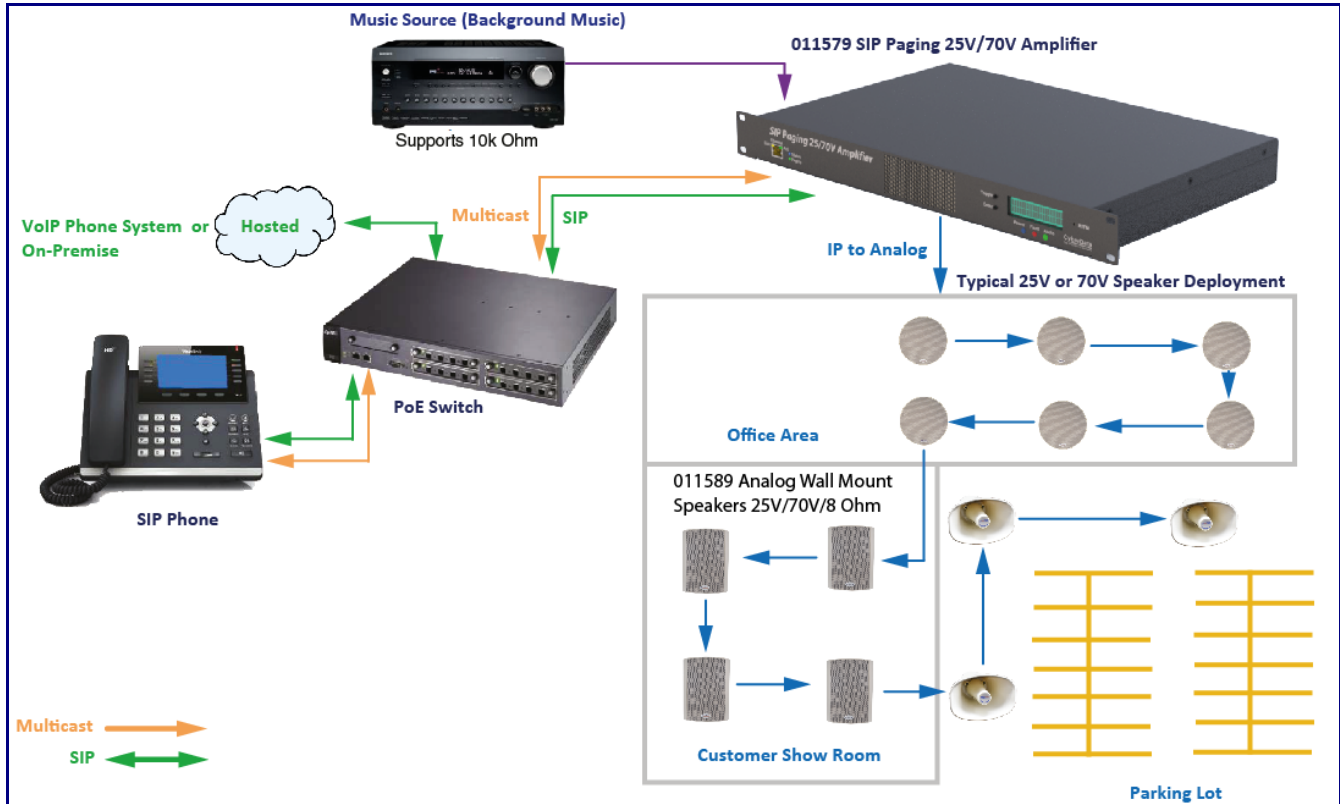 Music Source (Background Music)
011579 SIP Paging 25V/70V Amplifier
Supports 10k Ohm
SIP Paging 25/70V Amplifier
Multicast
SIP
VoIP Phone System or
On-Premise
Hosted
IP to Analog
Typical 25V or 70V Speaker Deployment
PoE Switch
Office Area
SIP Phone
011589 Analog Wall Mount
Speakers 25V/70V/8 Ohm
Multicast
SIP
Customer Show Room
Parking Lot